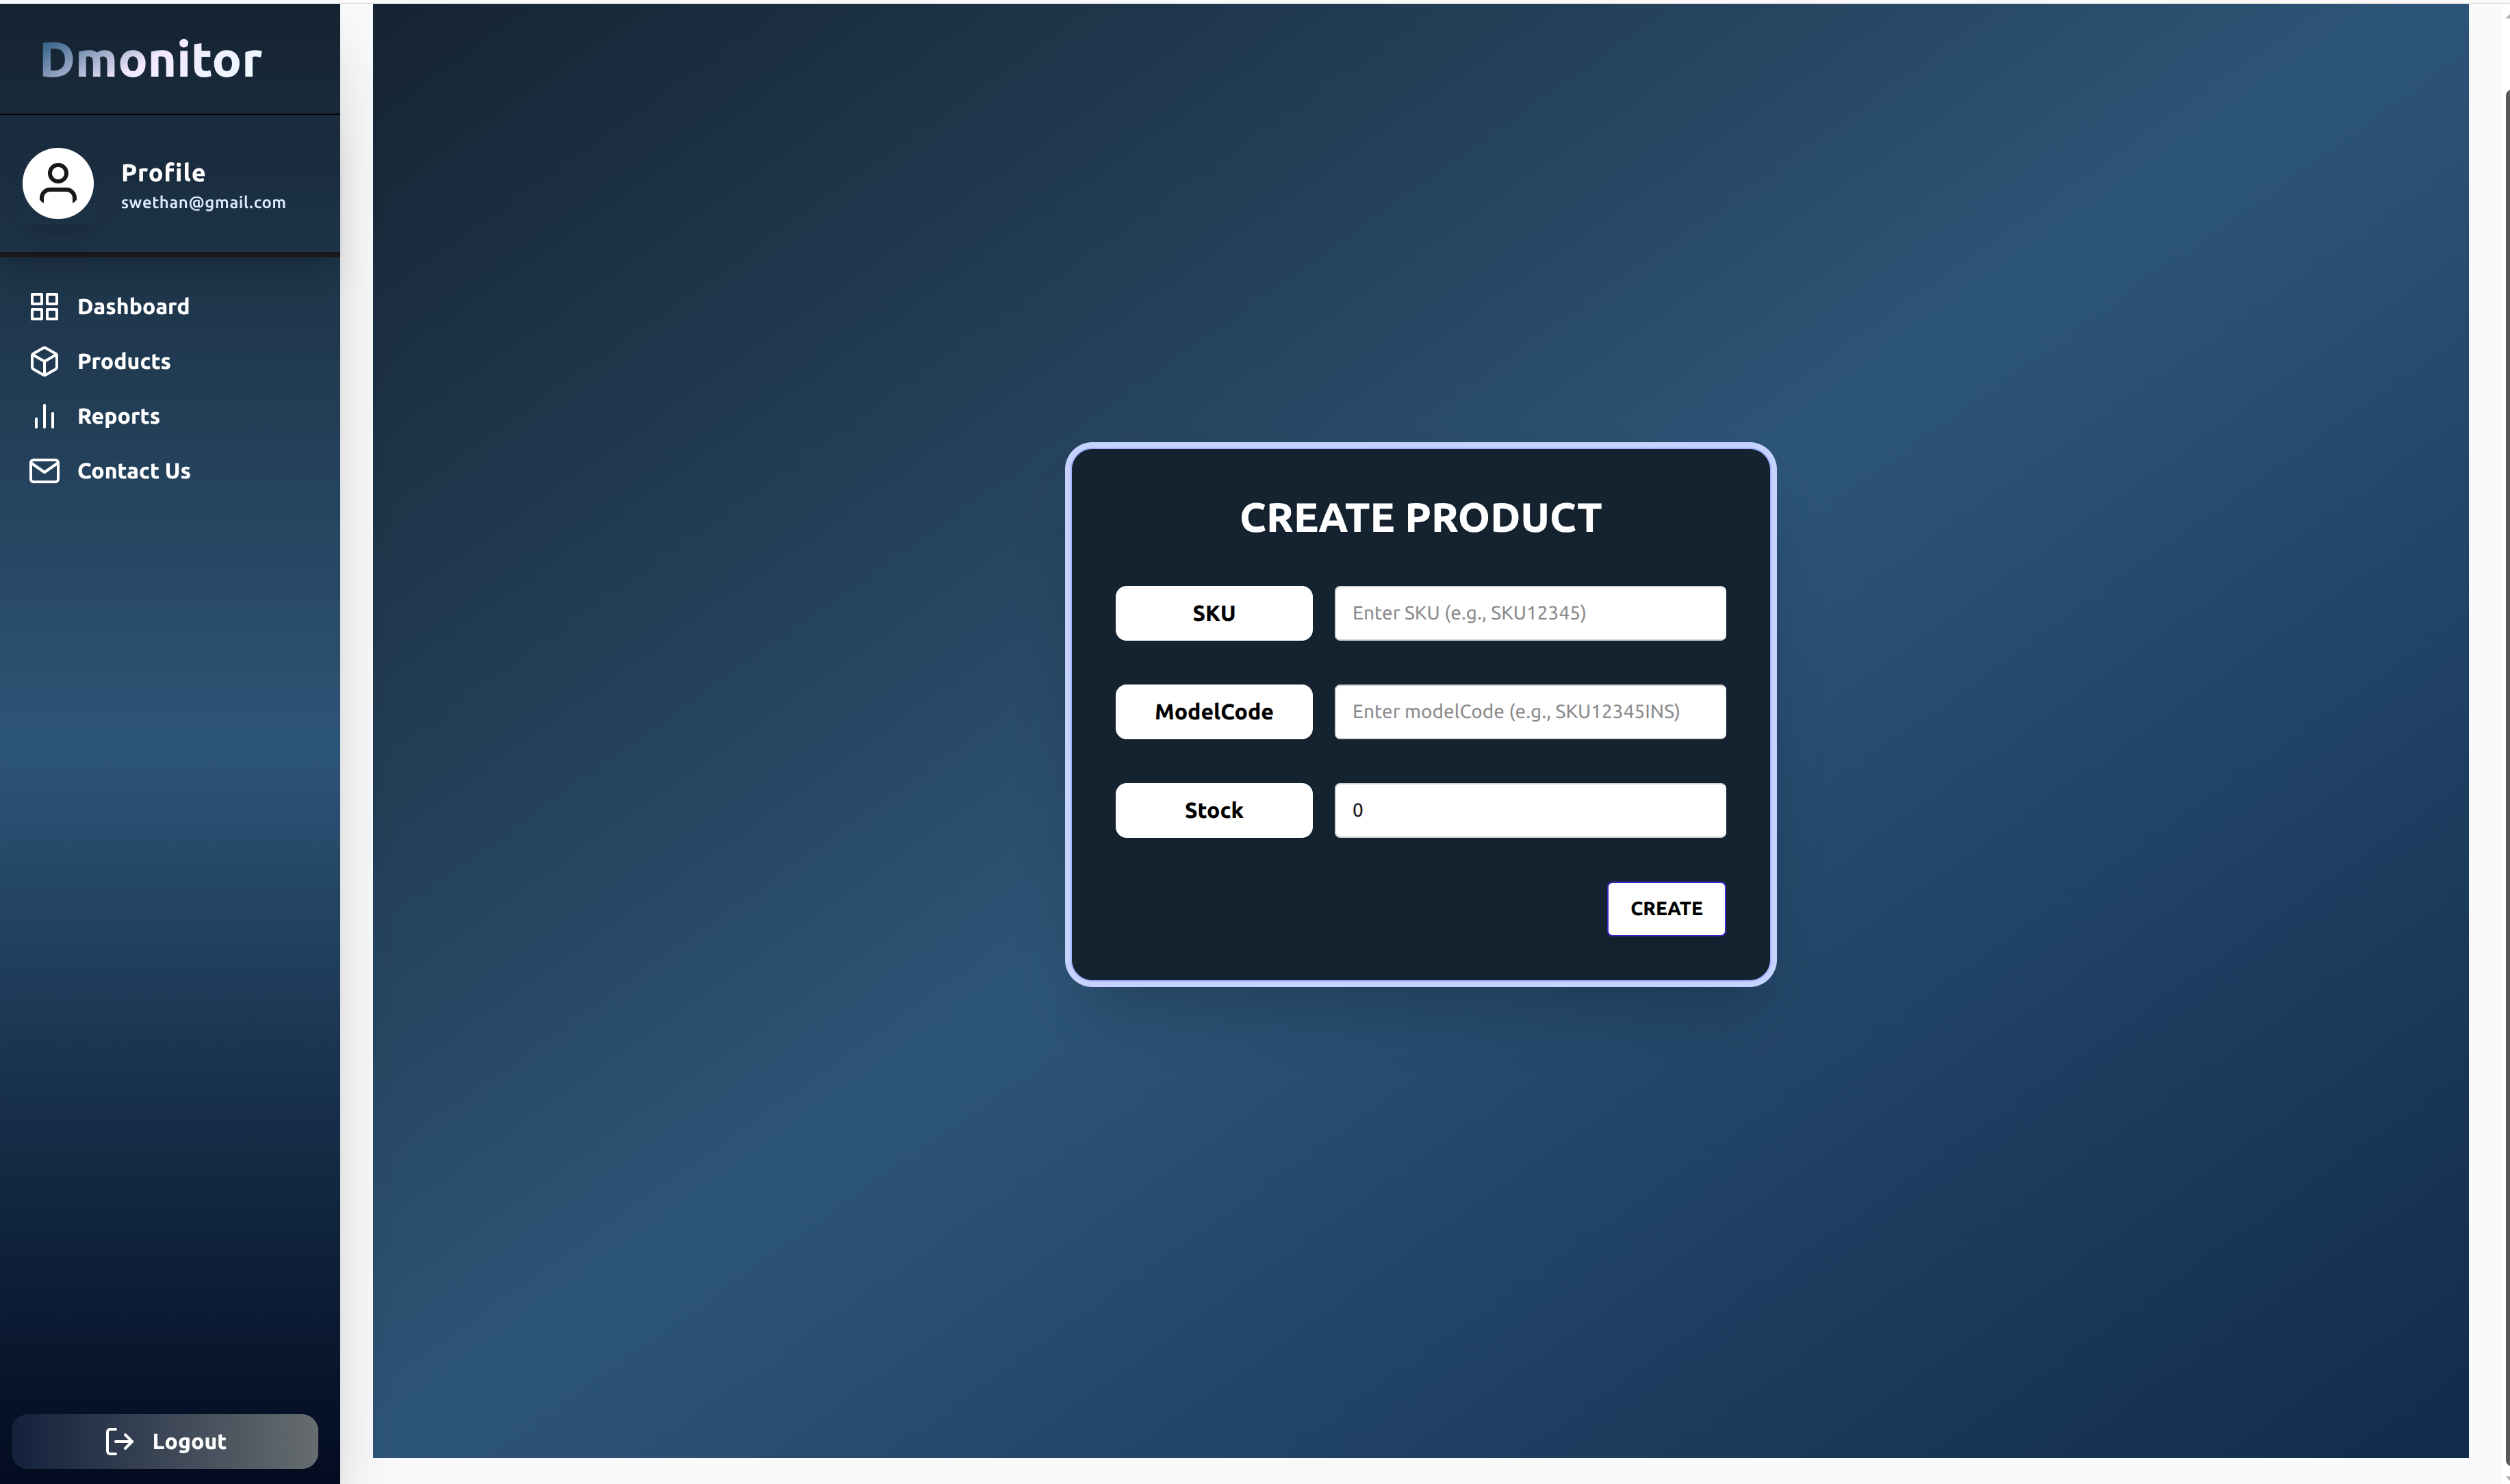 Dmonitor
Profile
swethan@gmail.com
Dashboard
Products
Reports
Contact Us
Logout
CREATE PRODUCT
SKU
Enter SKU (e.g., SKU12345)
ModelCode
Enter modelCode (e.g., SKU12345INS)
Stock
0
CREATE